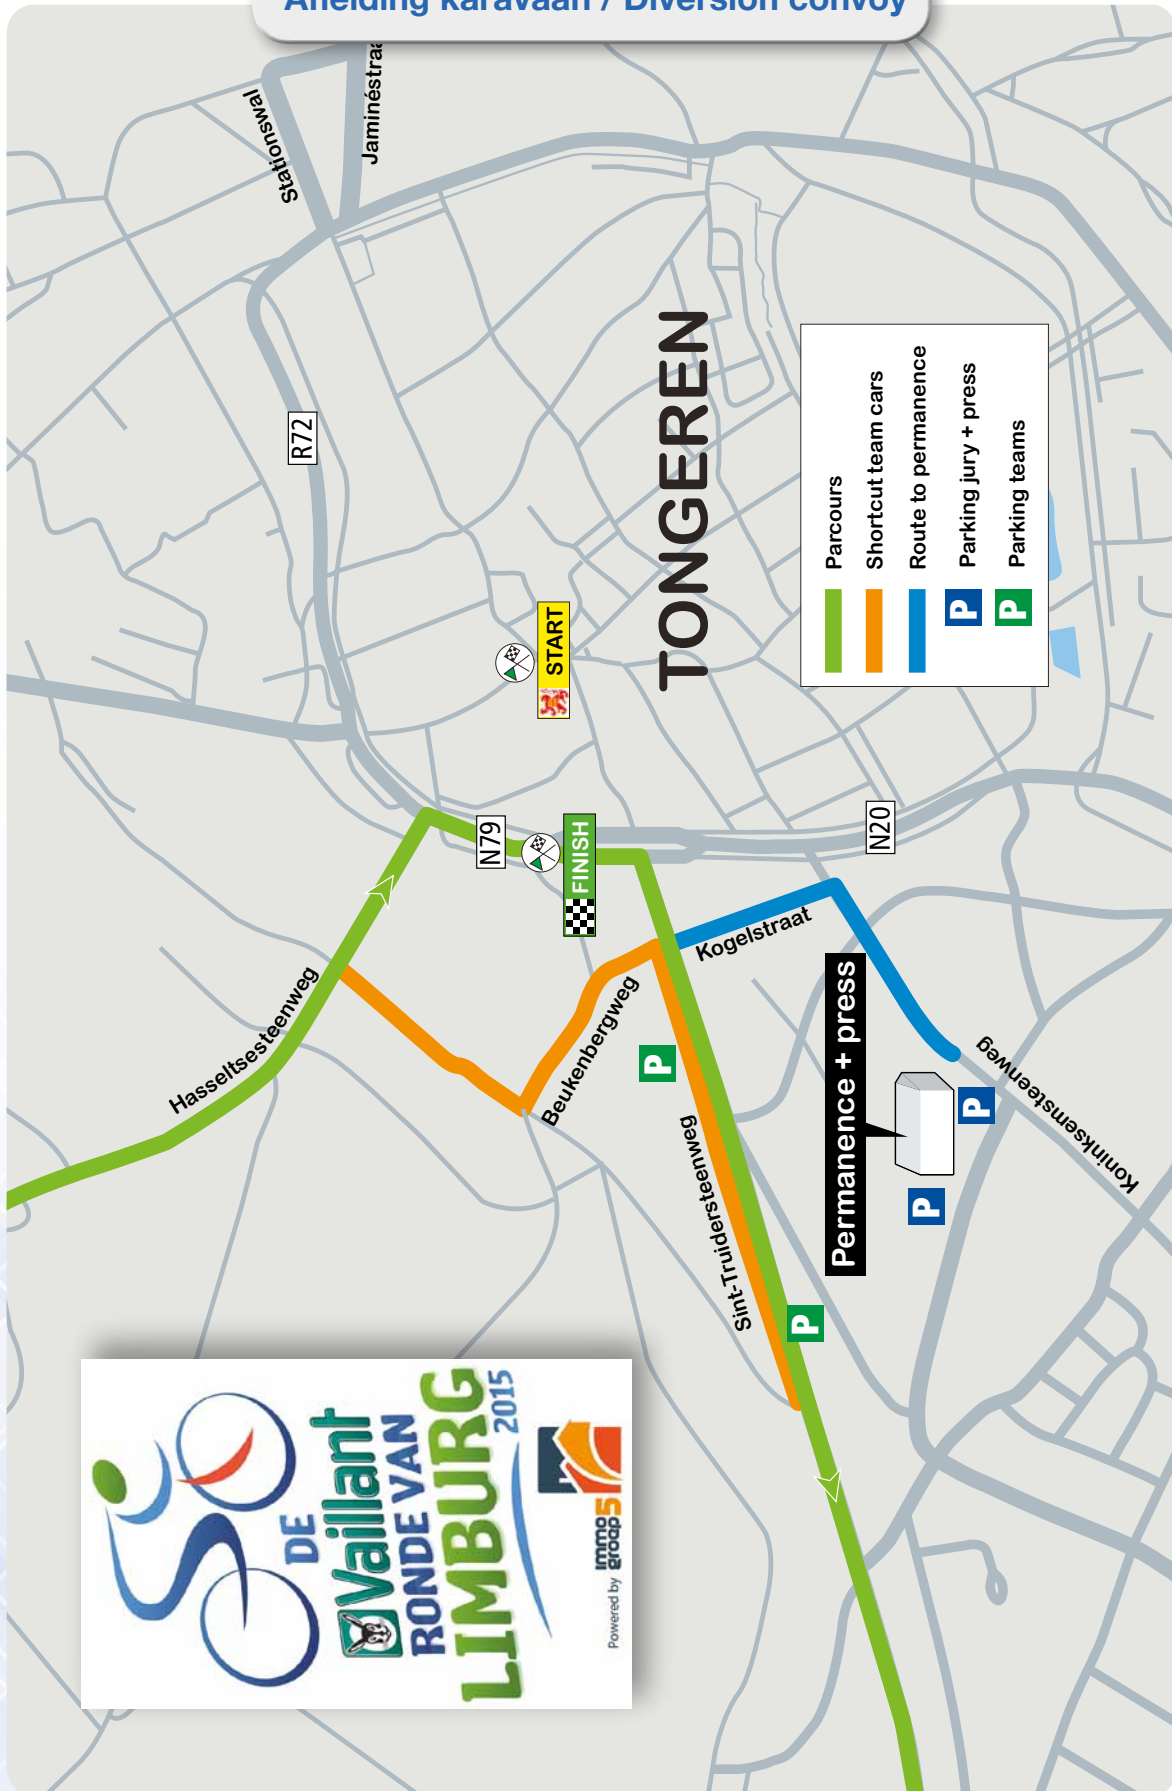 Afleiding karavaan / Diversion convoy
Stationswal
Jaminéstraa
R72
TONGEREN
START
Parcours
Shortcut team cars
Route to permanence
P Parking jury + press
P Parking teams
N79
FINISH
N20
Hasseltsesteenweg
Beukenbergweg
Kogelstraat
P
Sint-Truidersteenweg
Permanence + press
P
P
Koninksemsteenweg
P
DE
Vaillant
RONDE VAN
LIMBURG
2015
Powered by immo
groap 5